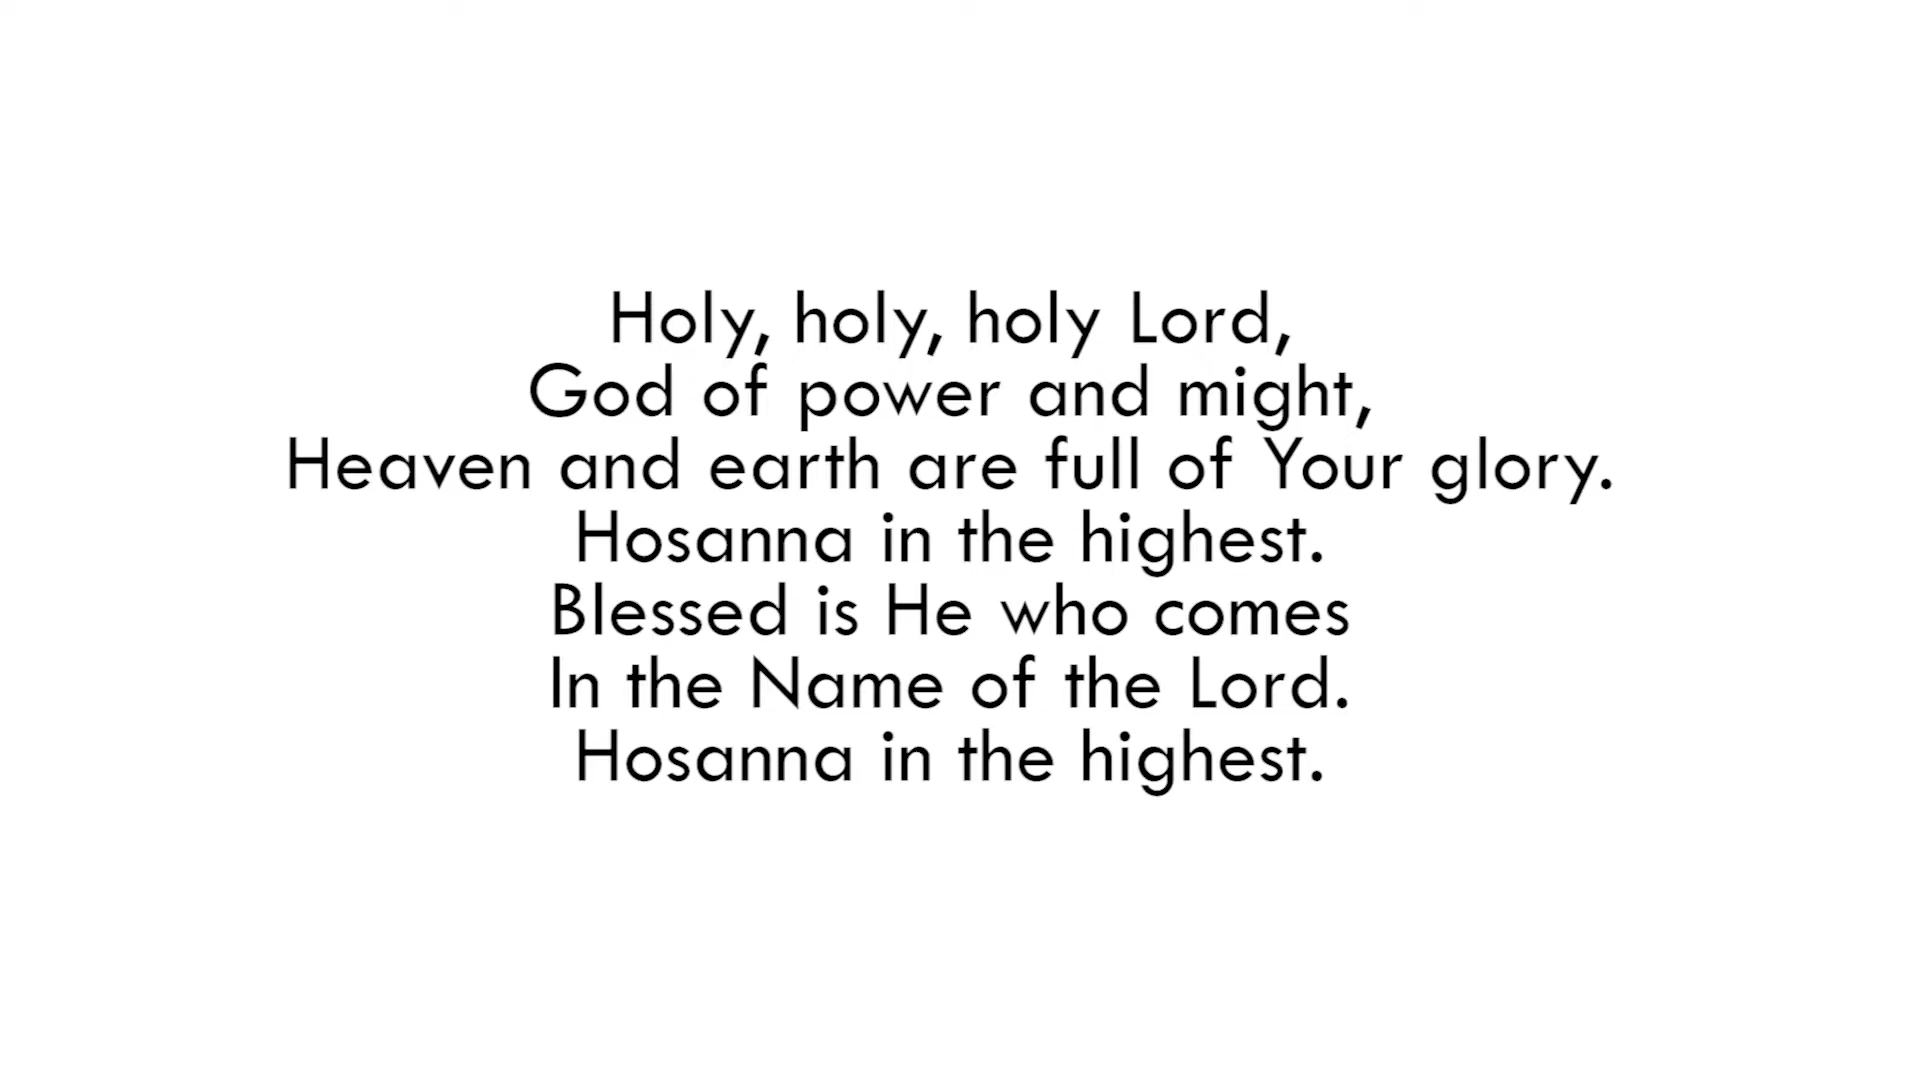 Holy, holy, holy Lord,
God of power and might,
Heaven and earth are full of Your glory.
Hosanna in the highest.
Blessed is He who comes
In the Name of the Lord.
Hosanna in the highest.